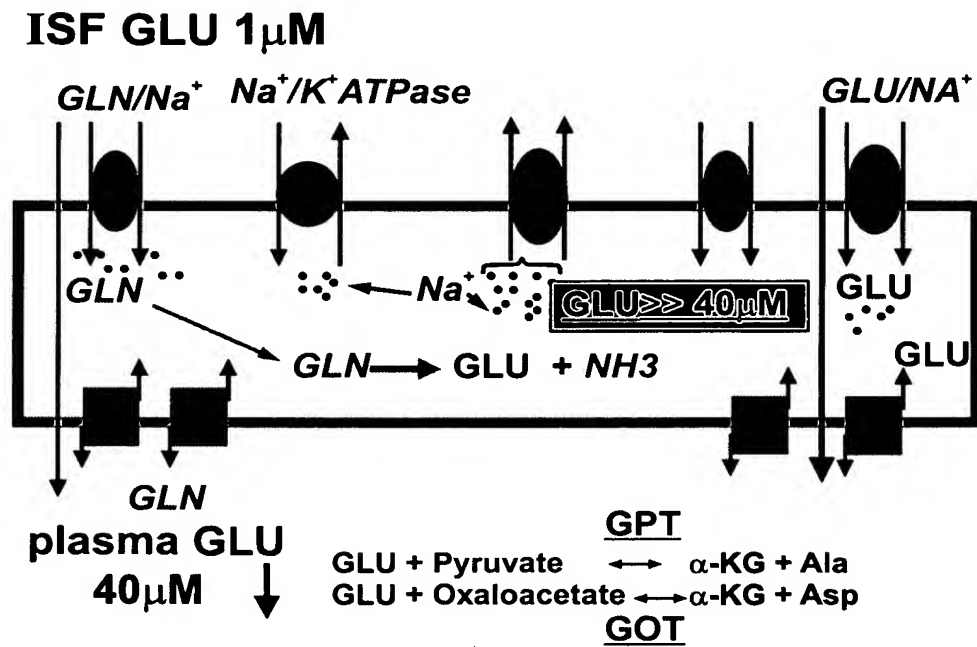 ISF GLU 1μM
GLN/Na⁺ Na⁺/K⁺ATPase GLU/NA⁺
GLN Na⁺ GLU
GLU>> 40μM
GLU
GLN → GLU + NH3
GLN
plasma GLU
40μM ↓
GPT
GLU + Pyruvate ↔ α-KG + Ala
GLU + Oxaloacetate ↔ α-KG + Asp
GOT